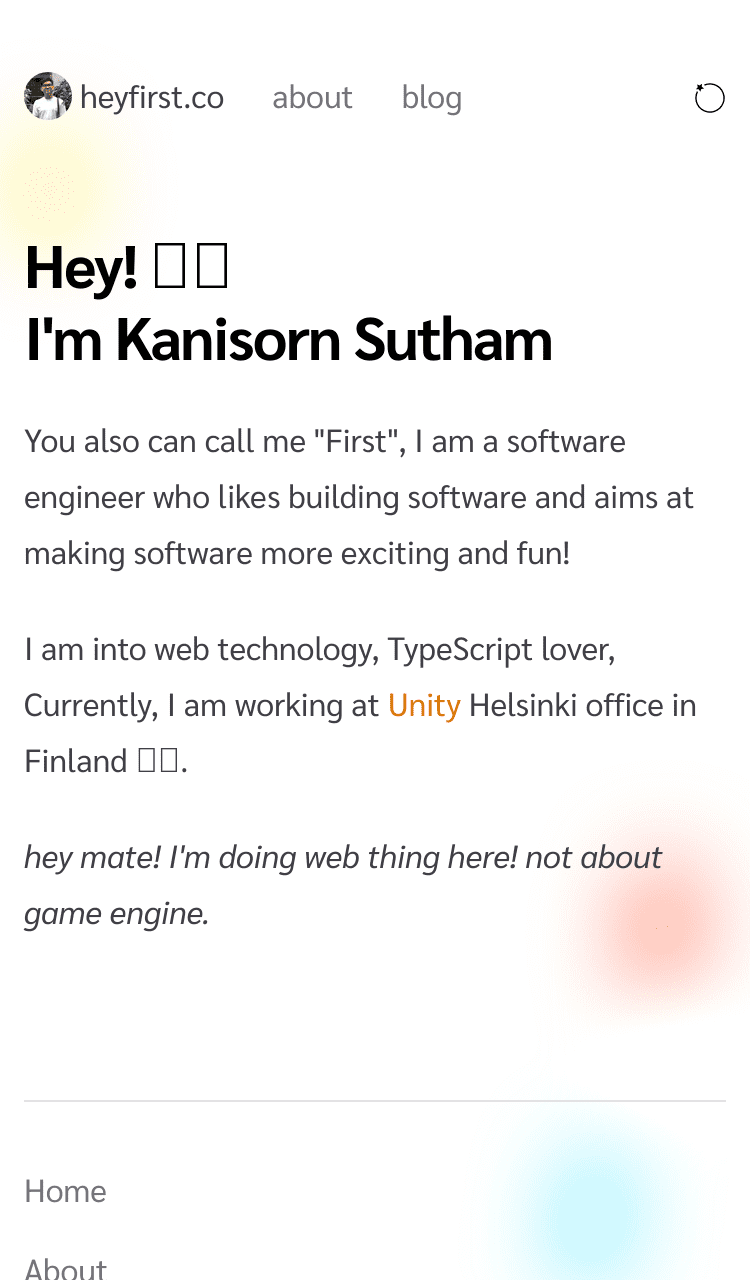 heyfirst.co about blog
Hey! 
I'm Kanisorn Sutham
You also can call me "First", I am a software
engineer who likes building software and aims at
making software more exciting and fun!
I am into web technology, TypeScript lover,
Currently, I am working at Unity Helsinki office in
Finland .
hey mate! I'm doing web thing here! not about
game engine.
Home
About